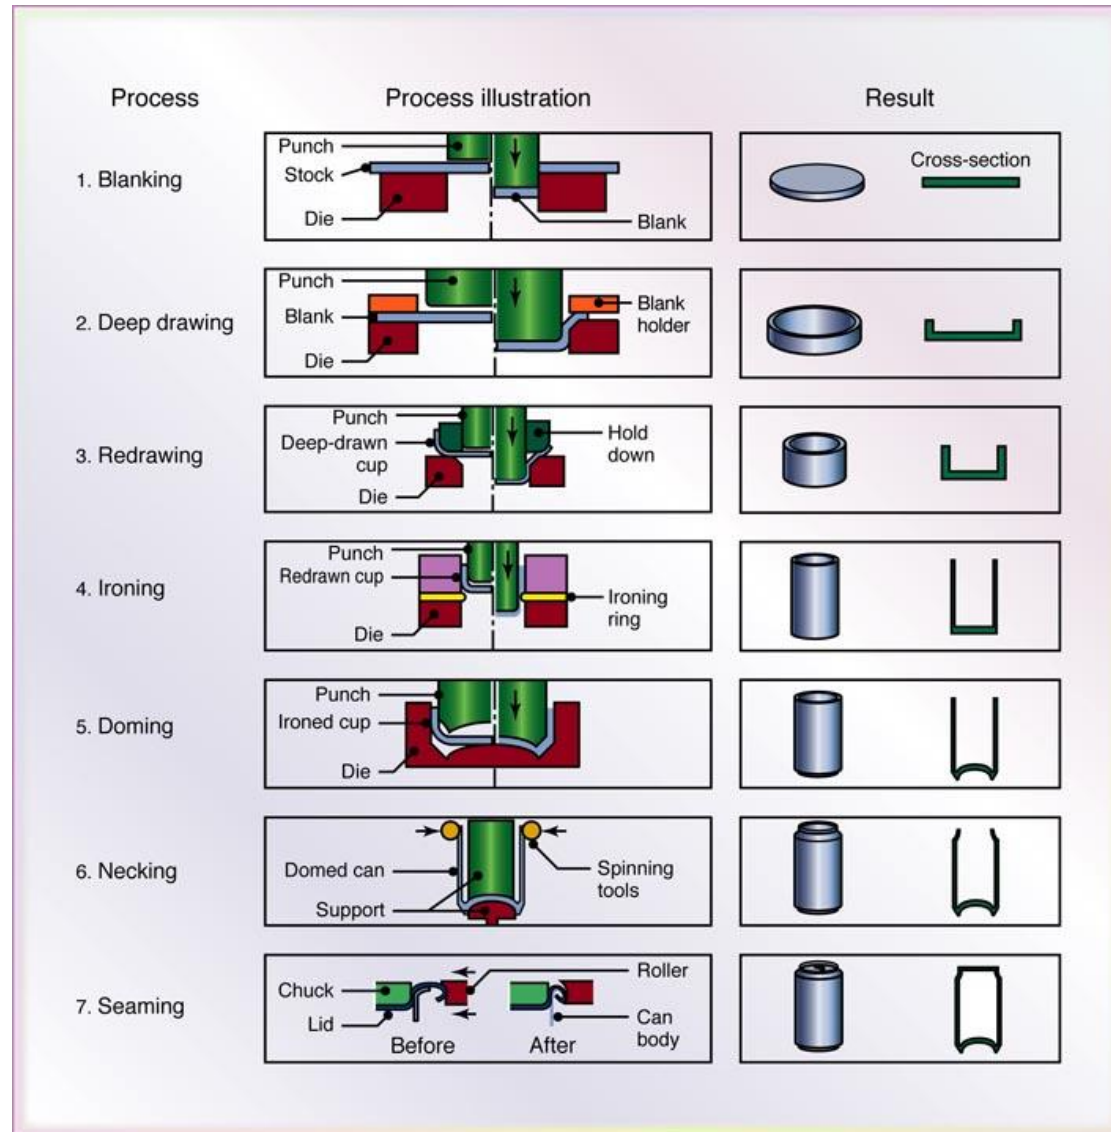 Process
Process illustration
Result
1. Blanking
Punch
Stock
Die
Blank
Cross-section
2. Deep drawing
Punch
Blank
Die
Blank
holder
3. Redrawing
Punch
Deep-drawn
cup
Die
Hold
down
4. Ironing
Punch
Redrawn cup
Die
Ironing
ring
5. Doming
Punch
Ironed cup
Die
6. Necking
Domed can
Support
Spinning
tools
7. Seaming
Chuck
Lid
Before
After
Roller
Can
body